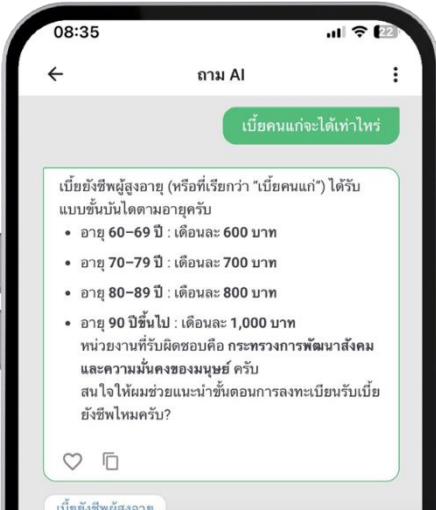 08:35
22
ถาม AI
เบี้ยคนแก่จะได้เท่าไหร่
เบี้ยยังชีพผู้สูงอายุ (หรือที่เรียกว่า "เบี้ยคนแก่") ได้รับ
แบบขั้นบันไดตามอายุครับ
• อายุ 60–69 ปี : เดือนละ 600 บาท
• อายุ 70–79 ปี : เดือนละ 700 บาท
• อายุ 80–89 ปี : เดือนละ 800 บาท
• อายุ 90 ปีขึ้นไป : เดือนละ 1,000 บาท
หน่วยงานที่รับผิดชอบคือ กระทรวงการพัฒนาสังคม
และความมั่นคงของมนุษย์ ครับ
สนใจให้ผมช่วยแนะนำขั้นตอนการลงทะเบียนรับเบี้ย
ยังชีพไหมครับ?
เบี้ยยังชีพผู้สูงอายุ